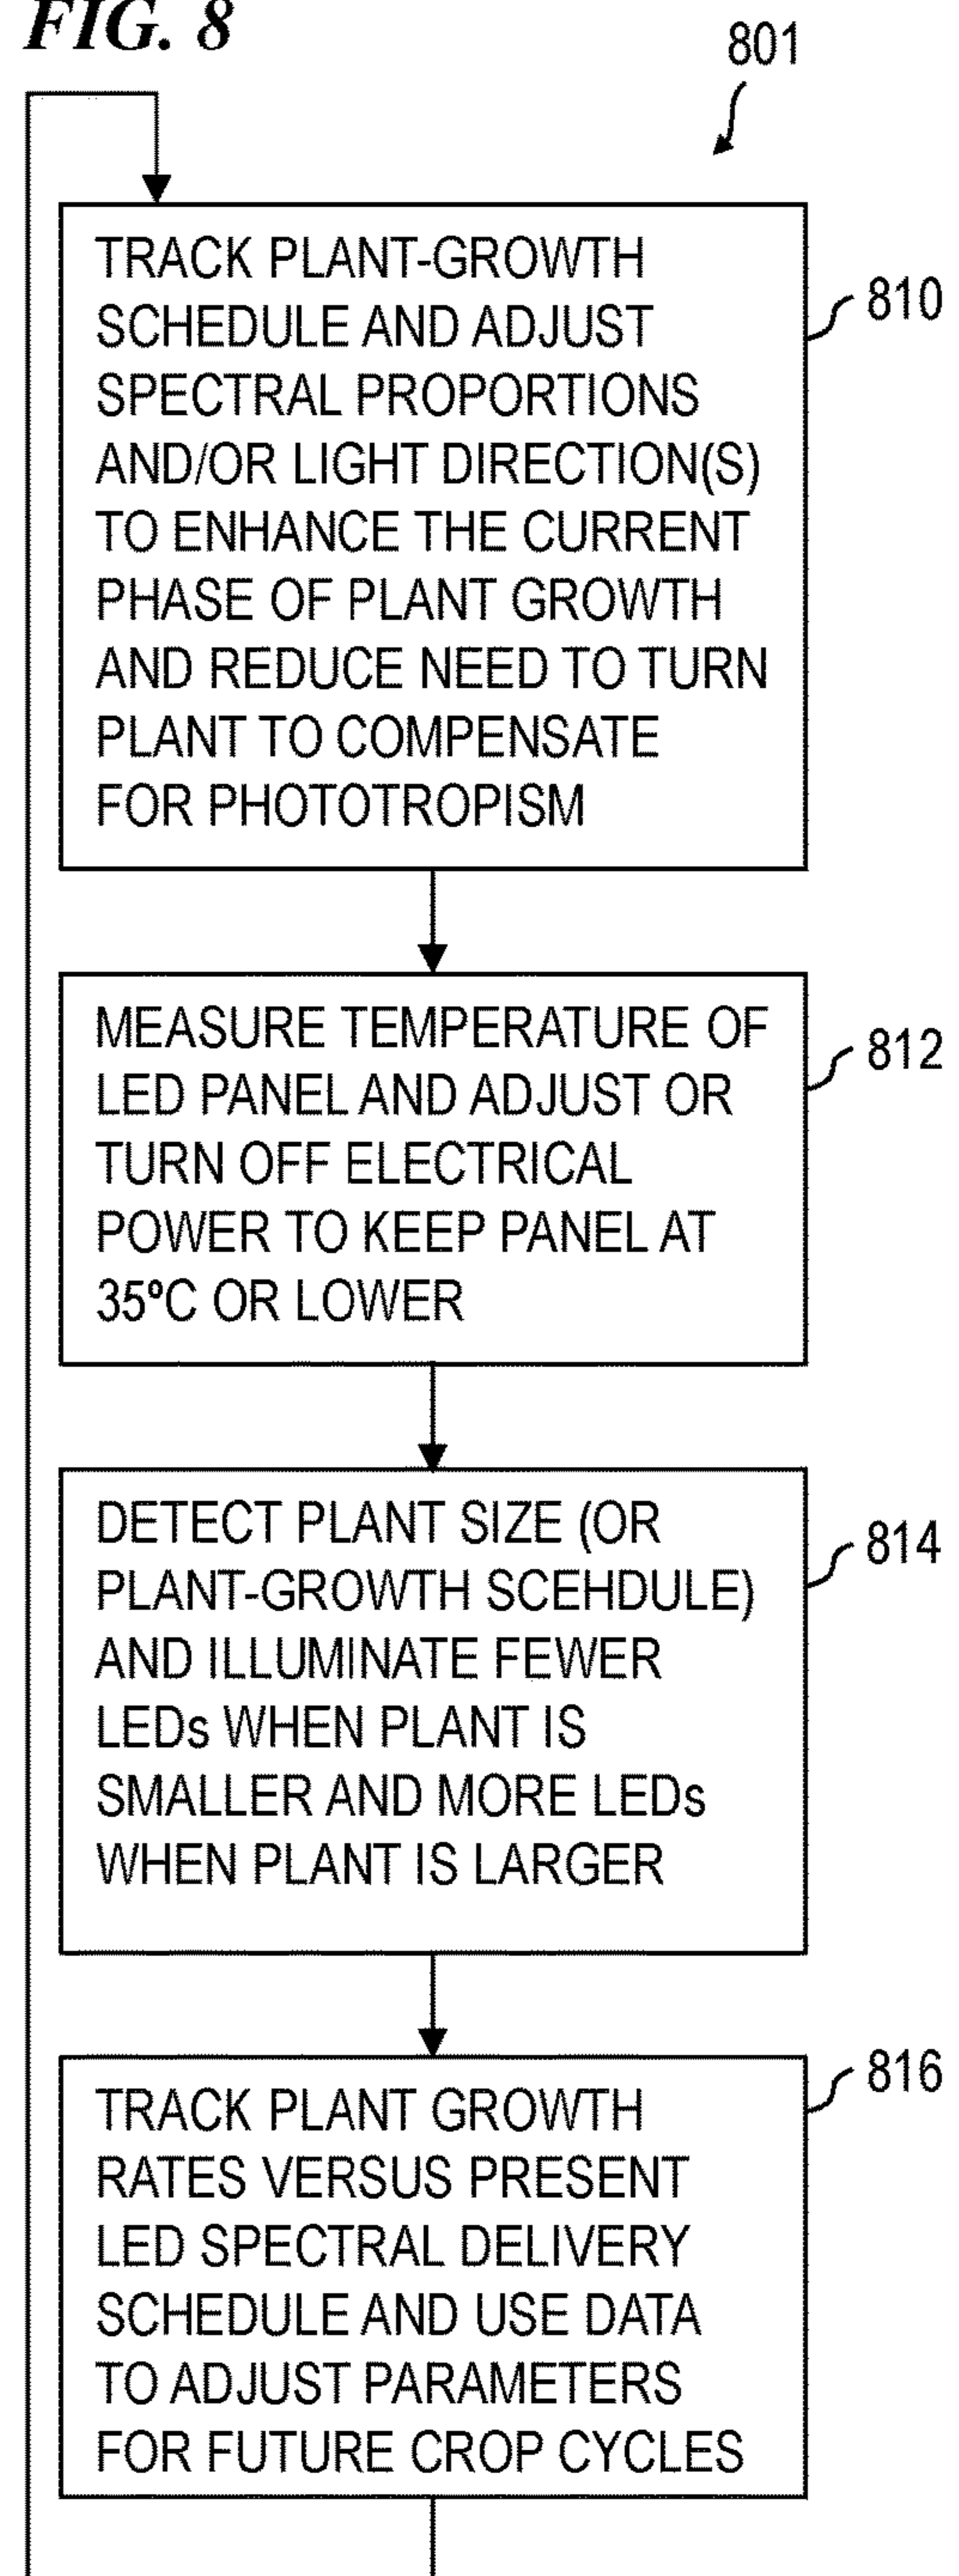 FIG. 8
801
TRACK PLANT-GROWTH
SCHEDULE AND ADJUST
SPECTRAL PROPORTIONS
AND/OR LIGHT DIRECTION(S)
TO ENHANCE THE CURRENT
PHASE OF PLANT GROWTH
AND REDUCE NEED TO TURN
PLANT TO COMPENSATE
FOR PHOTOTROPISM
810
MEASURE TEMPERATURE OF
LED PANEL AND ADJUST OR
TURN OFF ELECTRICAL
POWER TO KEEP PANEL AT
35ºC OR LOWER
812
DETECT PLANT SIZE (OR
PLANT-GROWTH SCEHDULE)
AND ILLUMINATE FEWER
LEDs WHEN PLANT IS
SMALLER AND MORE LEDs
WHEN PLANT IS LARGER
814
TRACK PLANT GROWTH
RATES VERSUS PRESENT
LED SPECTRAL DELIVERY
SCHEDULE AND USE DATA
TO ADJUST PARAMETERS
FOR FUTURE CROP CYCLES
816